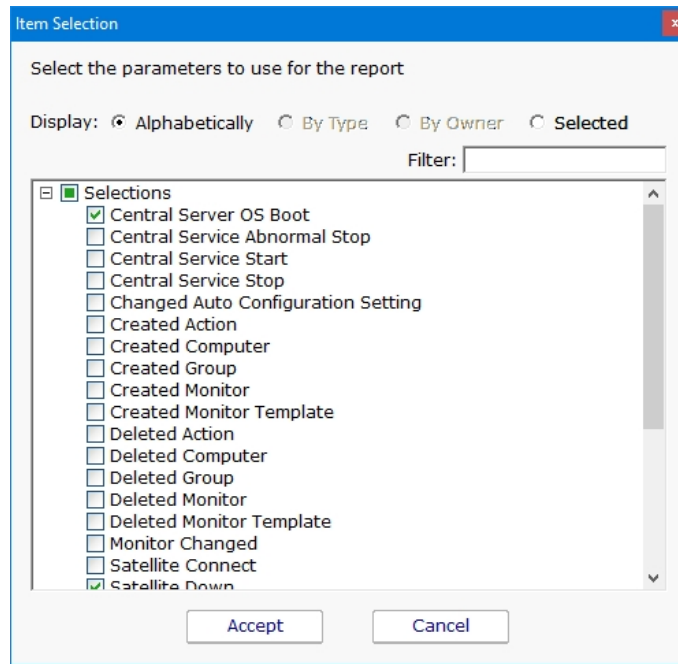 Item Selection
Select the parameters to use for the report
Display: Alphabetically By Type By Owner Selected
Filter:
Selections
Central Server OS Boot
Central Service Abnormal Stop
Central Service Start
Central Service Stop
Changed Auto Configuration Setting
Created Action
Created Computer
Created Group
Created Monitor
Created Monitor Template
Deleted Action
Deleted Computer
Deleted Group
Deleted Monitor
Deleted Monitor Template
Monitor Changed
Satellite Connect
Satellite Down
Accept Cancel